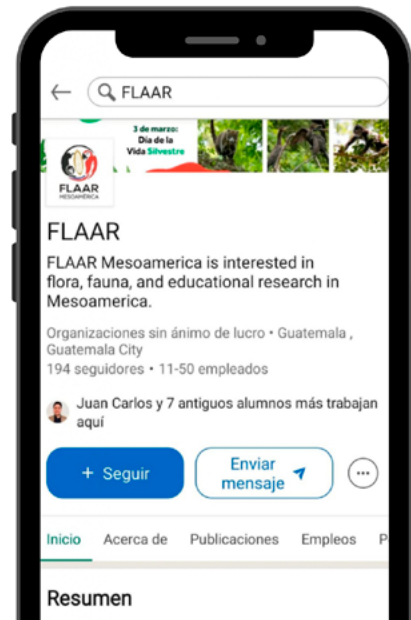 FLAAR
3 de marzo:
Día de la
Vida Silvestre
FLAAR
MESOAMÉRICA
FLAAR
FLAAR Mesoamerica is interested in
flora, fauna, and educational research in
Mesoamerica.
Organizaciones sin ánimo de lucro • Guatemala ,
Guatemala City
194 seguidores • 11-50 empleados
Juan Carlos y 7 antiguos alumnos más trabajan
aquí
+ Seguir
Enviar
mensaje
Inicio Acerca de Publicaciones Empleos P
Resumen